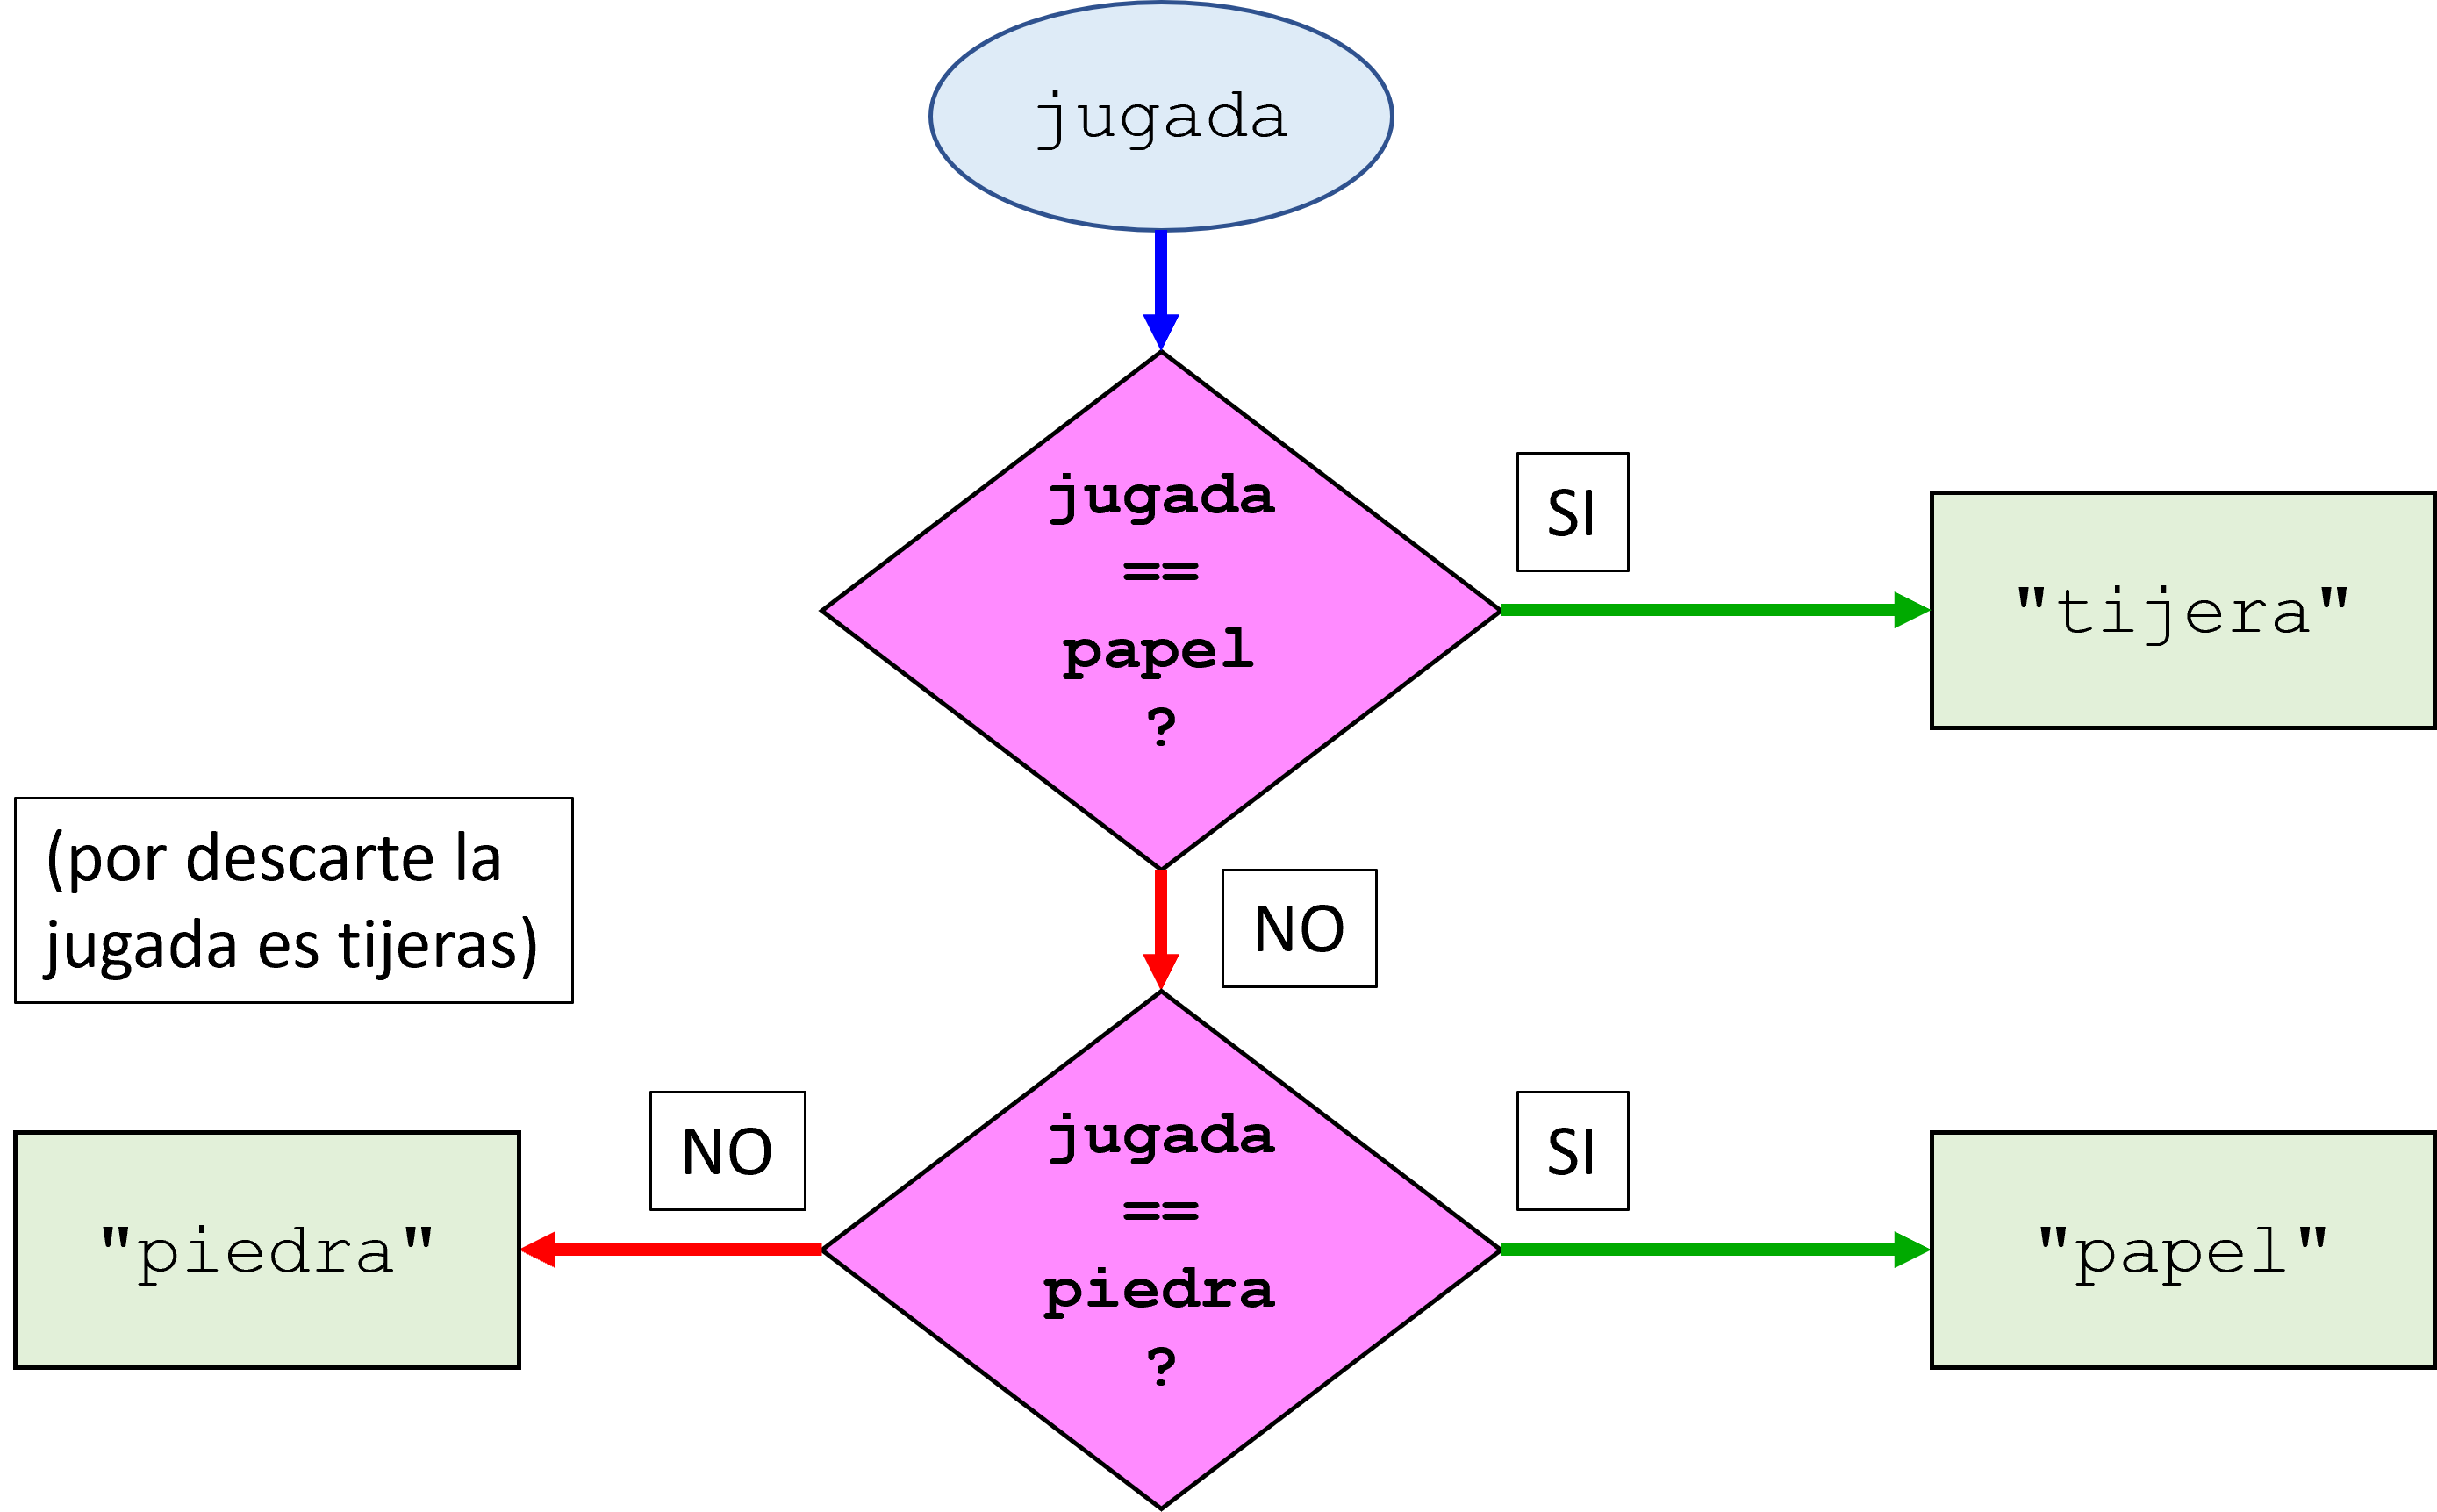 jugada
jugada
==
papel
?
SI
"tijera"
(por descarte la
jugada es tijeras)
NO
"piedra"
NO
jugada
==
piedra
?
SI
"papel"